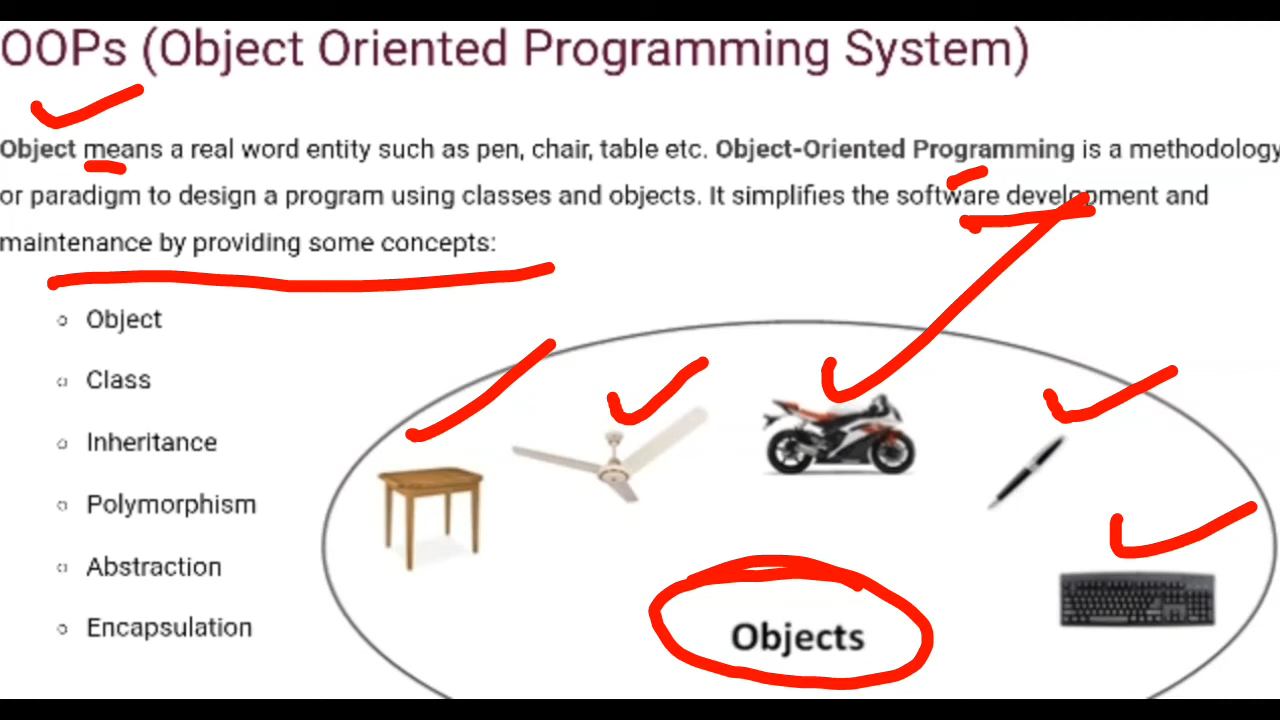 OOPs (Object Oriented Programming System)
Object means a real word entity such as pen, chair, table etc. Object-Oriented Programming is a methodology
or paradigm to design a program using classes and objects. It simplifies the software development and
maintenance by providing some concepts:
Object
Class
Inheritance
Polymorphism
Abstraction
Encapsulation
Objects